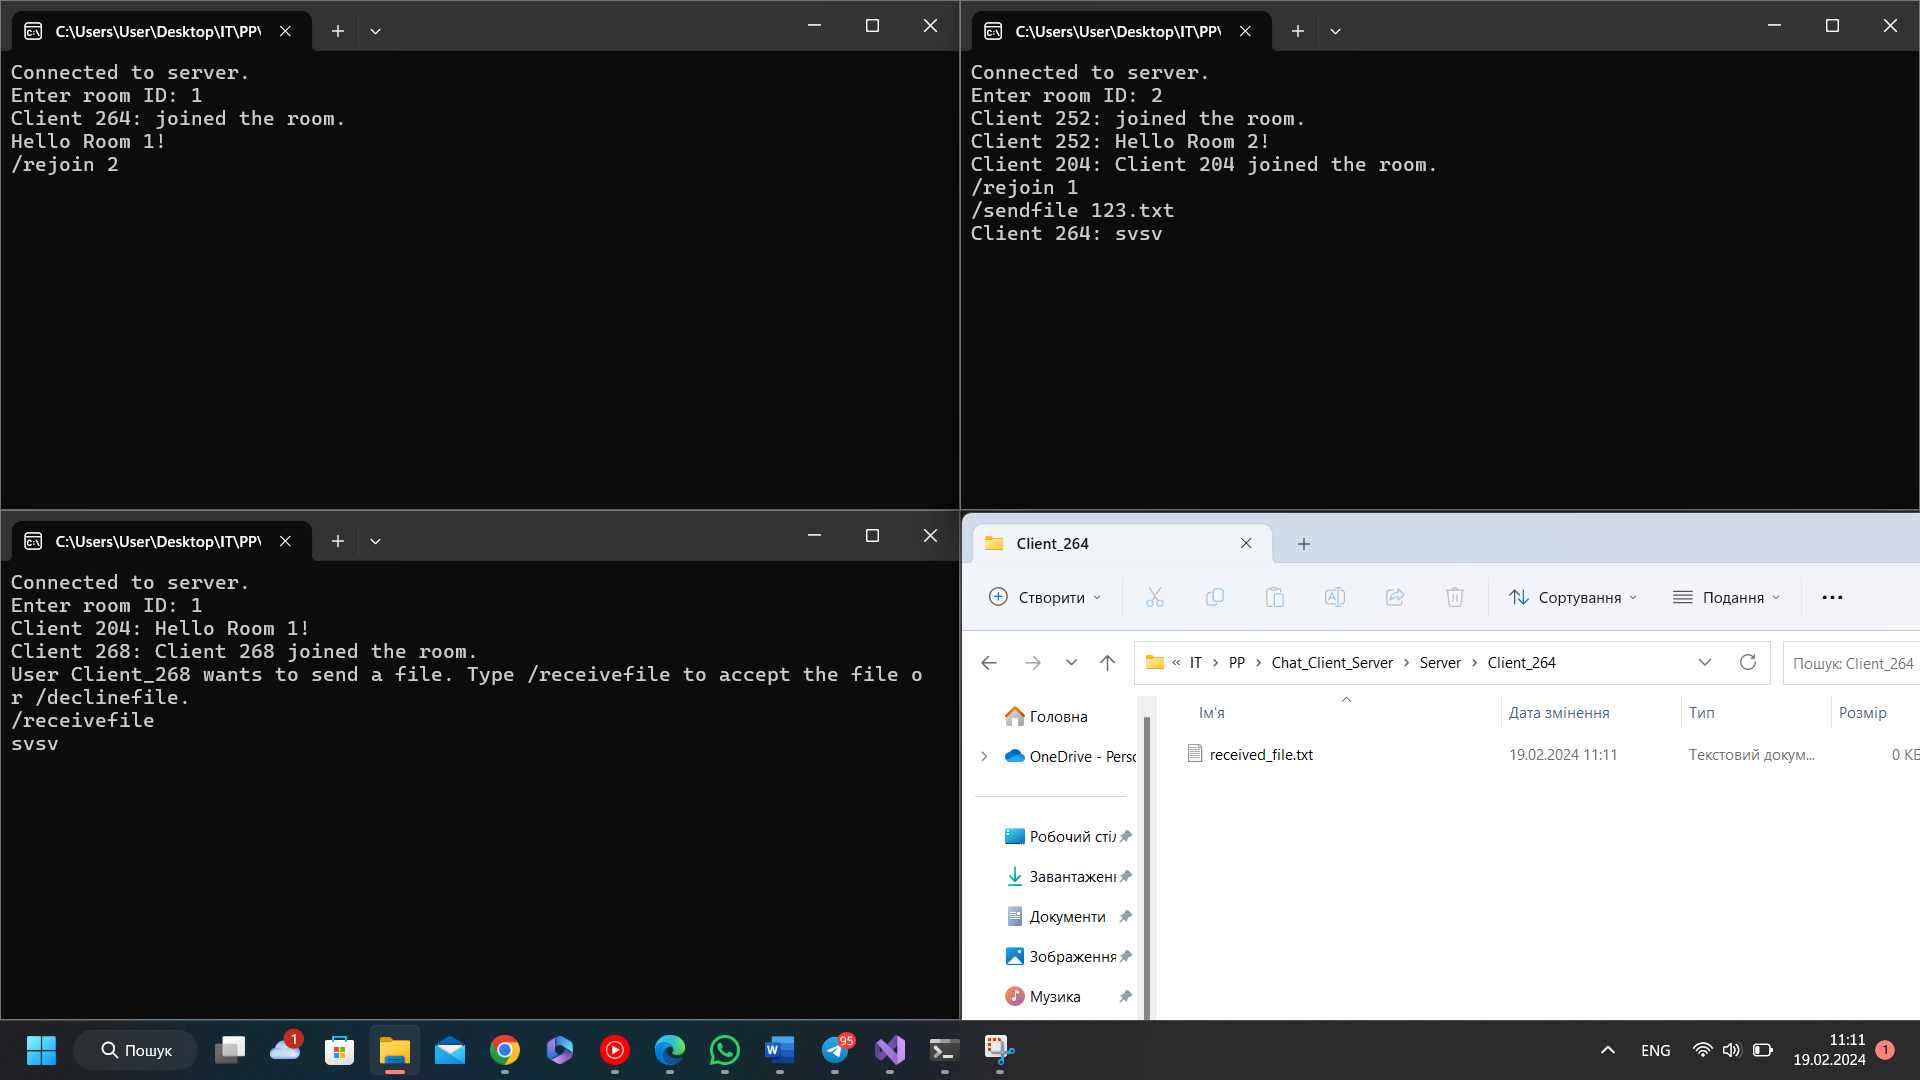 C:\Users\User\Desktop\IT\PP\
Connected to server.
Enter room ID: 1
Client 264: joined the room.
Hello Room 1!
/rejoin 2
C:\Users\User\Desktop\IT\PP\
Connected to server.
Enter room ID: 2
Client 252: joined the room.
Client 252: Hello Room 2!
Client 204: Client 204 joined the room.
/rejoin 1
/sendfile 123.txt
Client 264: svsv
C:\Users\User\Desktop\IT\PP\
Connected to server.
Enter room ID: 1
Client 204: Hello Room 1!
Client 268: Client 268 joined the room.
User Client_268 wants to send a file. Type /receivefile to accept the file o
r /declinefile.
/receivefile
svsv
Client_264
Створити Сортування Подання
« IT > PP > Chat_Client_Server > Server > Client_264 Пошук: Client_264
Головна
OneDrive - Persc
Робочий стіл
Завантажен
Документи
Зображення
Музика
Ім'я Дата змінення Тип Розмір
received_file.txt 19.02.2024 11:11 Текстовий докум... 0 КБ
Пошук 1 95 ENG 11:11 1
19.02.2024